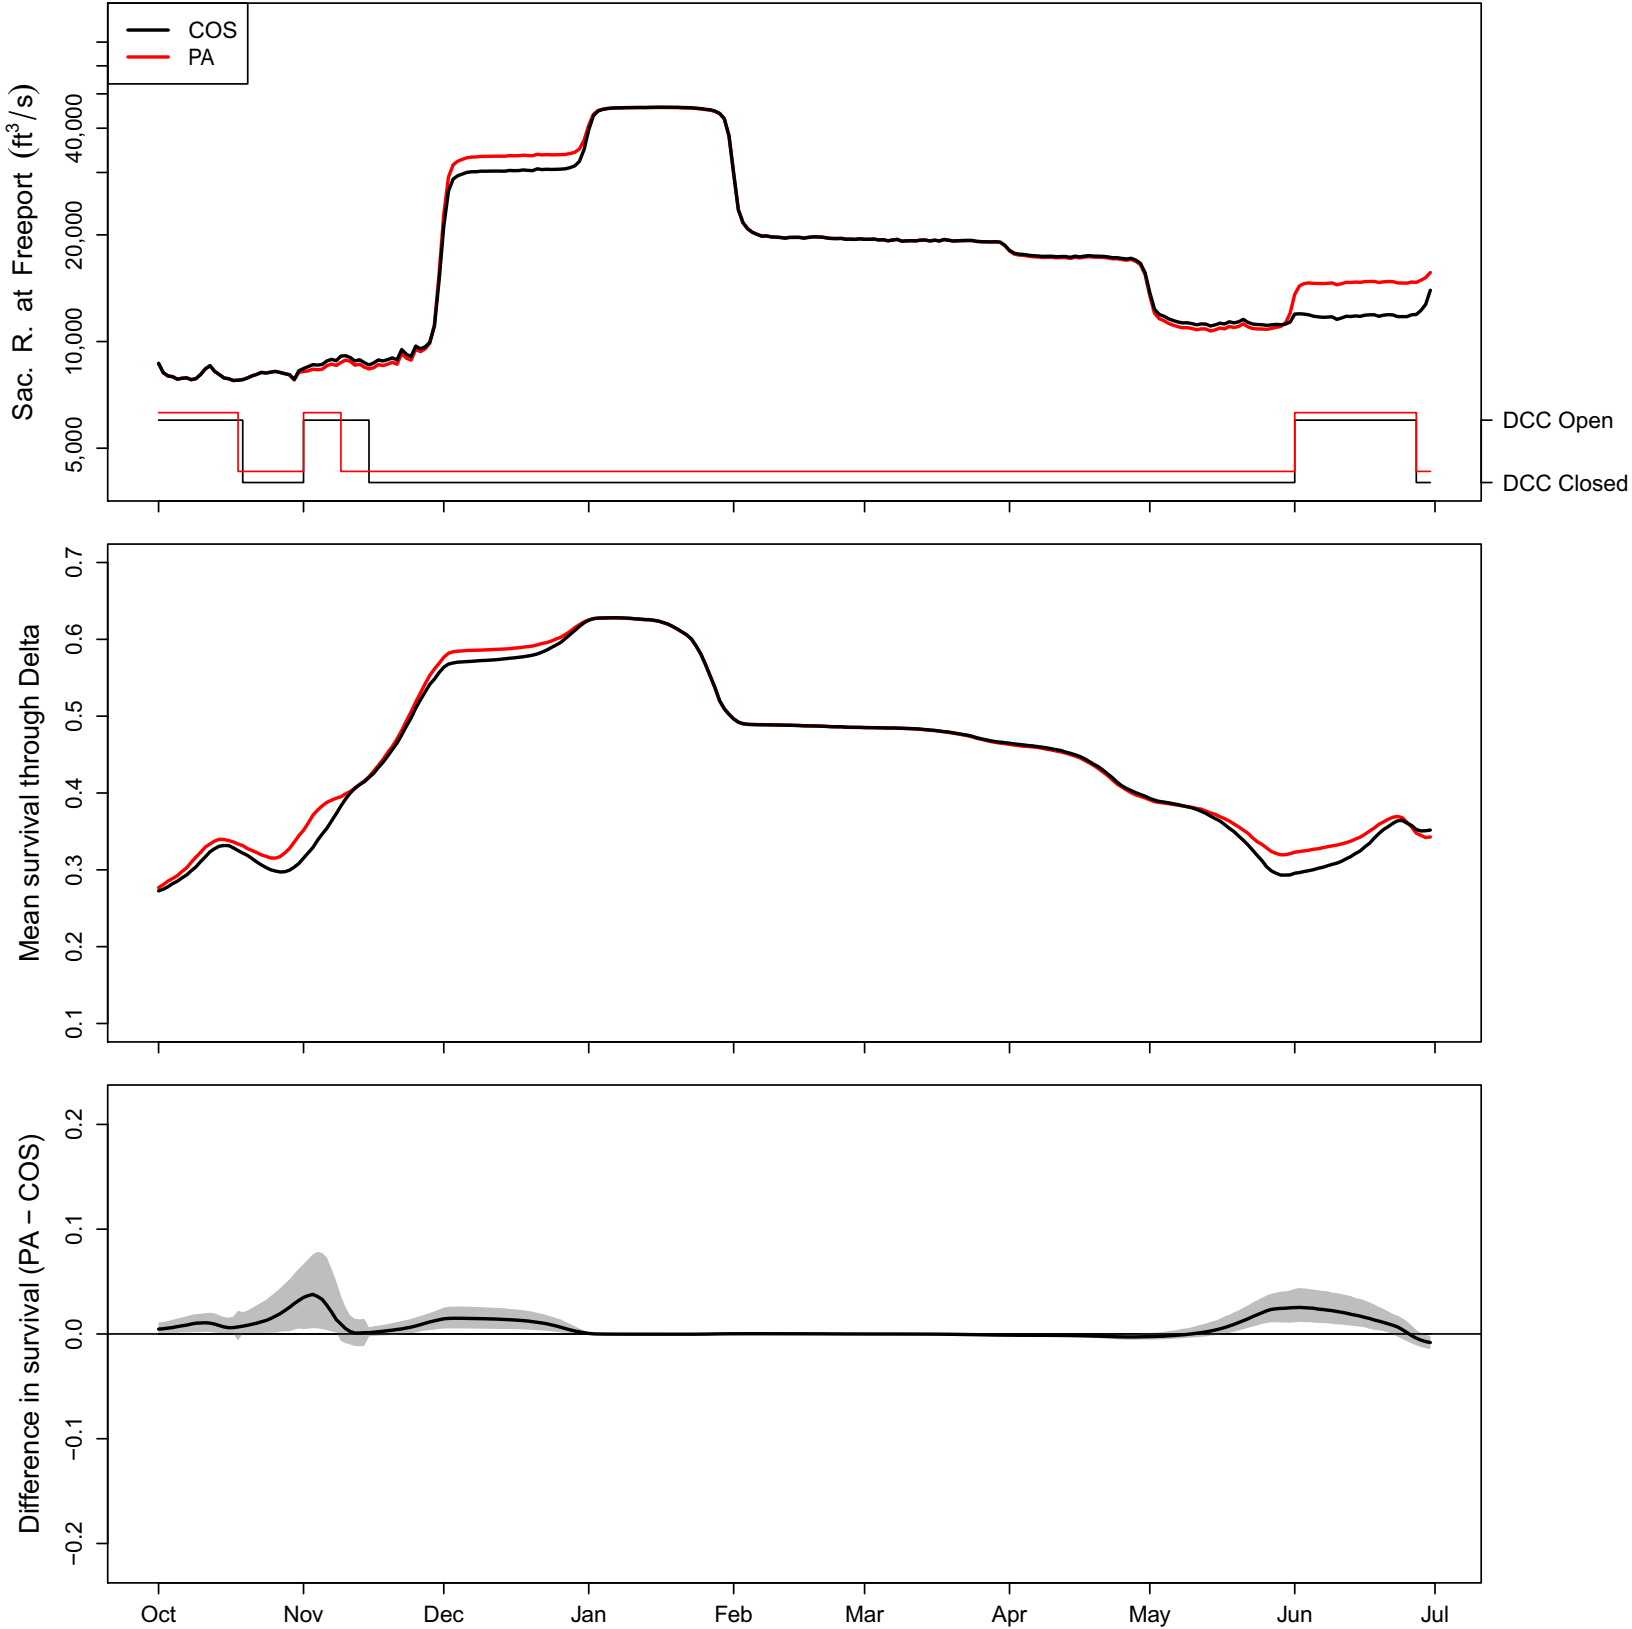 COS
PA
Sac. R. at Freeport (ft³/s)
40,000
20,000
10,000
5,000
DCC Open
DCC Closed
Mean survival through Delta
0.7
0.6
0.5
0.4
0.3
0.2
0.1
Difference in survival (PA − COS)
0.2
0.1
0.0
−0.1
−0.2
Oct Nov Dec Jan Feb Mar Apr May Jun Jul